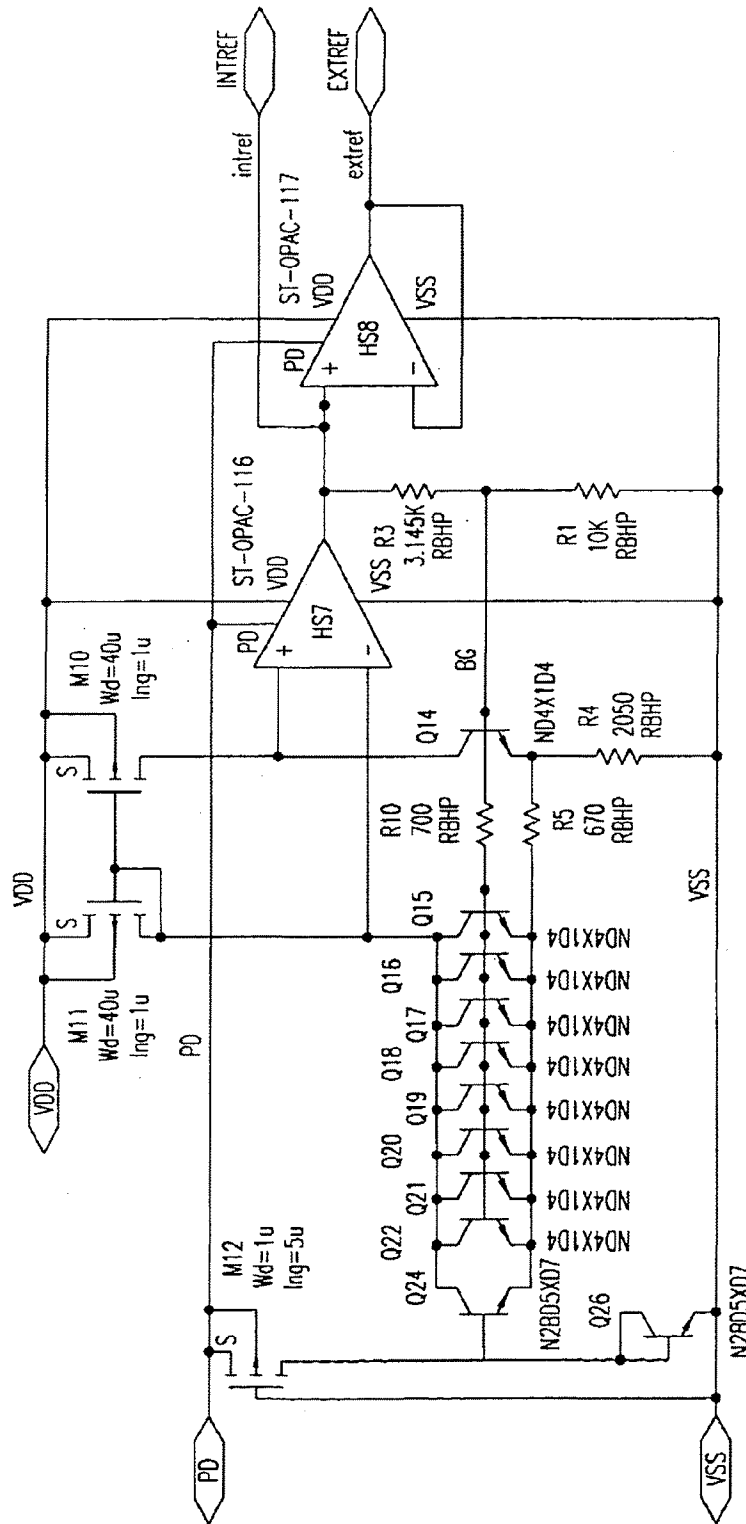 INTREF
EXTREF
intref
extref
ST-OPAC-117
VDD
PD
HS8
+
-
VSS
ST-OPAC-116
VDD
PD
HS7
+
-
VSS
R3
3.145K
RBHP
R1
10K
RBHP
BG
M10
Wd=40u
lng=1u
S
Q14
ND4X1D4
R4
2050
RBHP
R10
700
RBHP
R5
670
RBHP
VDD
S
M11
Wd=40u
lng=1u
VDD
PD
VSS
Q15
Q16
Q17
Q18
Q19
Q20
Q21
Q22
Q24
ND4X1D4
ND4X1D4
ND4X1D4
ND4X1D4
ND4X1D4
ND4X1D4
ND4X1D4
ND4X1D4
N2BD5XD7
M12
Wd=1u
lng=5u
S
Q26
N2BD5XD7
PD
VSS